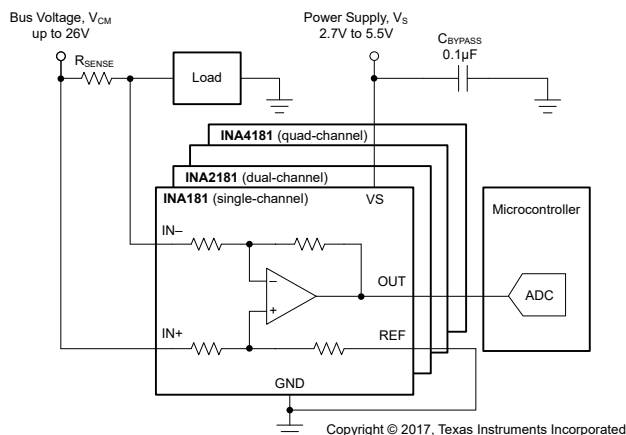 Bus Voltage, VCM
up to 26V
Power Supply, VS
2.7V to 5.5V
CBYPASS
0.1µF
RSENSE
Load
INA4181 (quad-channel)
INA2181 (dual-channel)
INA181 (single-channel)
VS
Microcontroller
IN–
–
OUT
ADC
+
IN+
REF
GND
Copyright © 2017, Texas Instruments Incorporated